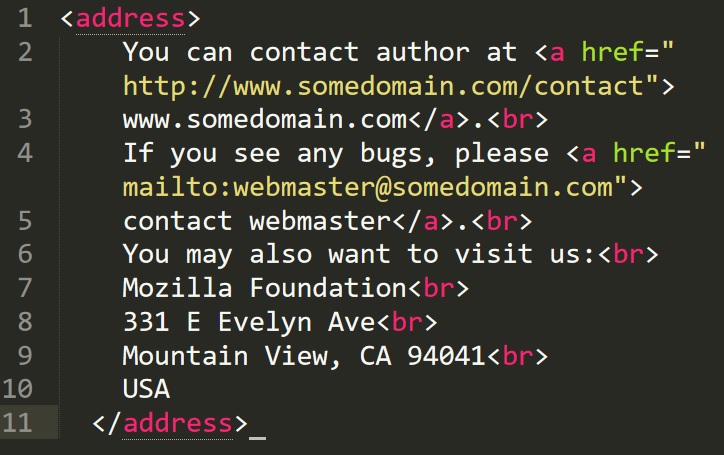 1 <address>
2 You can contact author at <a href="
http://www.somedomain.com/contact">
3 www.somedomain.com</a>.<br>
4 If you see any bugs, please <a href="
mailto:webmaster@somedomain.com">
5 contact webmaster</a>.<br>
6 You may also want to visit us:<br>
7 Mozilla Foundation<br>
8 331 E Evelyn Ave<br>
9 Mountain View, CA 94041<br>
10 USA
11 </address>